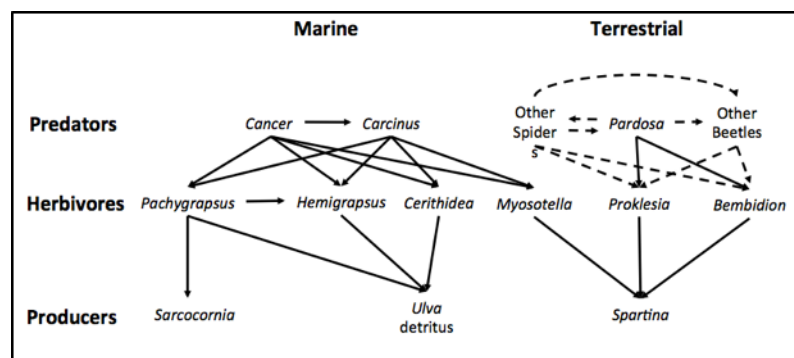 Marine
Terrestrial
Predators
Cancer
Carcinus
Other
Spider
s
Pardosa
Other
Beetles
Herbivores
Pachygrapsus
Hemigrapsus
Cerithidea
Myosotella
Proklesia
Bembidion
Producers
Sarcocornia
Ulva
detritus
Spartina